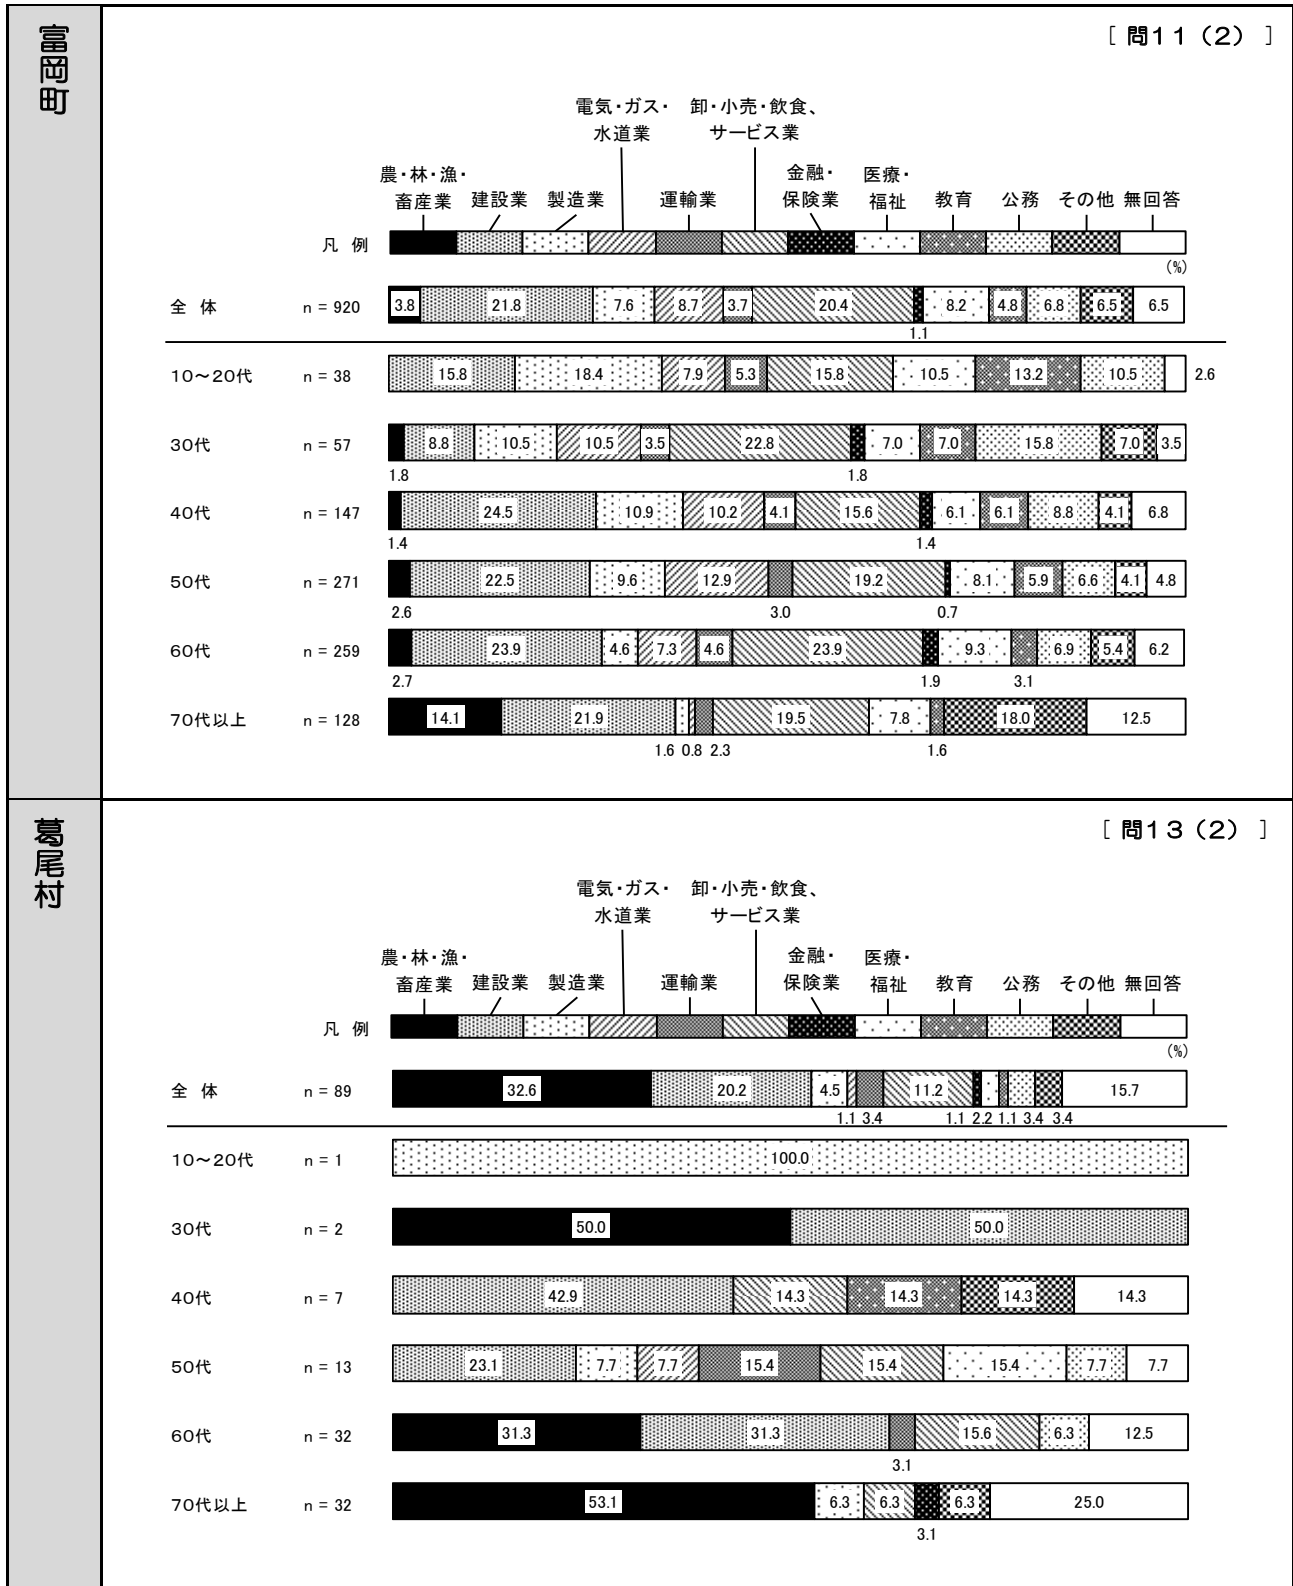 富岡町
[ 問11（2） ]
電気・ガス・ 卸・小売・飲食、
水道業 サービス業
農・林・漁・ 金融・ 医療・
畜産業 建設業 製造業 運輸業 保険業 福祉 教育 公務 その他 無回答
凡 例
(%)
全 体 n = 920 3.8 21.8 7.6 8.7 3.7 20.4 8.2 4.8 6.8 6.5 6.5
1.1
10～20代 n = 38 15.8 18.4 7.9 5.3 15.8 10.5 13.2 10.5 2.6
30代 n = 57 8.8 10.5 10.5 3.5 22.8 7.0 7.0 15.8 7.0 3.5
1.8 1.8
40代 n = 147 24.5 10.9 10.2 4.1 15.6 6.1 6.1 8.8 4.1 6.8
1.4 1.4
50代 n = 271 22.5 9.6 12.9 19.2 8.1 5.9 6.6 4.1 4.8
2.6 3.0 0.7
60代 n = 259 23.9 4.6 7.3 4.6 23.9 9.3 6.9 5.4 6.2
2.7 1.9 3.1
70代以上 n = 128 14.1 21.9 19.5 7.8 18.0 12.5
1.6 0.8 2.3 1.6
葛尾村
[ 問13（2） ]
電気・ガス・ 卸・小売・飲食、
水道業 サービス業
農・林・漁・ 金融・ 医療・
畜産業 建設業 製造業 運輸業 保険業 福祉 教育 公務 その他 無回答
凡 例
(%)
全 体 n = 89 32.6 20.2 4.5 11.2 15.7
1.1 3.4 1.1 2.2 1.1 3.4 3.4
10～20代 n = 1 100.0
30代 n = 2 50.0 50.0
40代 n = 7 42.9 14.3 14.3 14.3 14.3
50代 n = 13 23.1 7.7 7.7 15.4 15.4 15.4 7.7 7.7
60代 n = 32 31.3 31.3 15.6 6.3 12.5
3.1
70代以上 n = 32 53.1 6.3 6.3 6.3 25.0
3.1